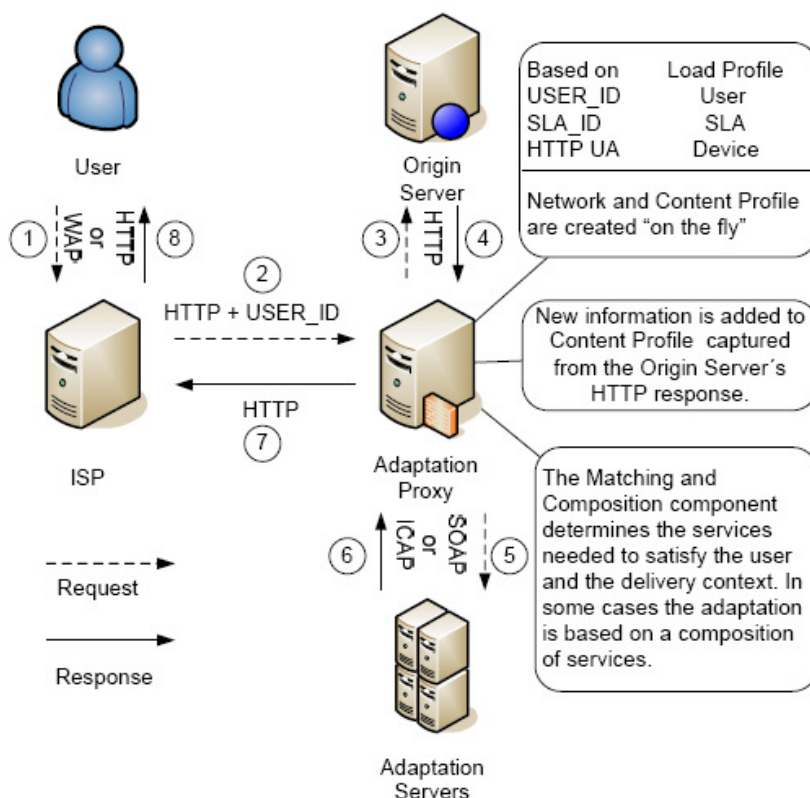 User
Origin
Server
Based on Load Profile
USER_ID User
SLA_ID SLA
HTTP UA Device
Network and Content Profile
are created "on the fly"
1
WAP
or
HTTP
8
3
HTTP
4
2
HTTP + USER_ID
HTTP
7
New information is added to
Content Profile captured
from the Origin Server´s
HTTP response.
ISP
Adaptation
Proxy
The Matching and
Composition component
determines the services
needed to satisfy the user
and the delivery context. In
some cases the adaptation
is based on a composition
of services.
6
ICAP
or
SOAP
5
Request
Response
Adaptation
Servers